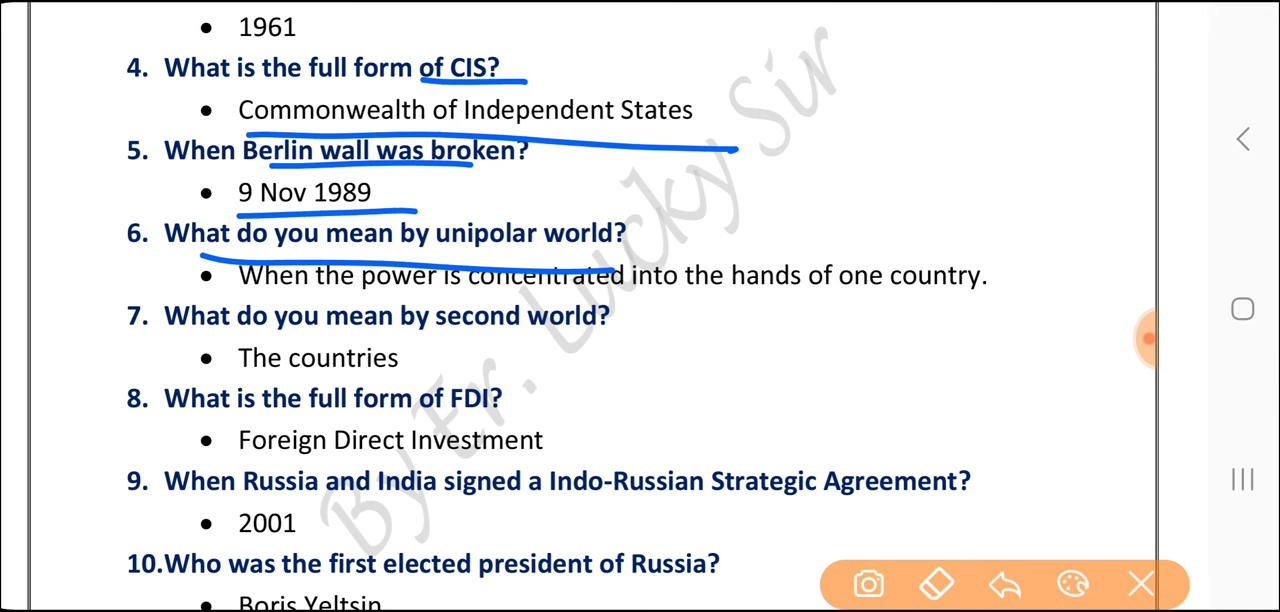 • 1961
4. What is the full form of CIS?
• Commonwealth of Independent States
5. When Berlin wall was broken?
• 9 Nov 1989
6. What do you mean by unipolar world?
• When the power is concentrated into the hands of one country.
7. What do you mean by second world?
• The countries
8. What is the full form of FDI?
• Foreign Direct Investment
9. When Russia and India signed a Indo-Russian Strategic Agreement?
• 2001
10.Who was the first elected president of Russia?
• Boris Yeltsin
By Er. Lucky Sir